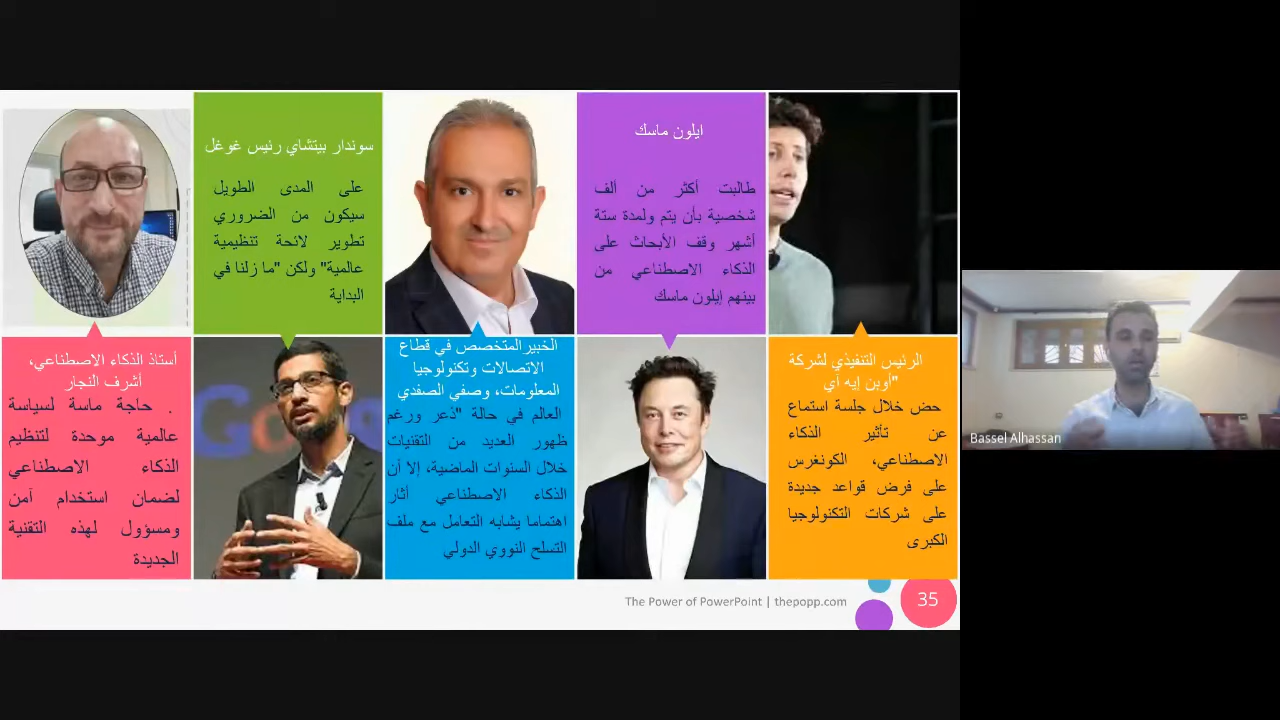 ايلون ماسك
طالبت أكثر من ألف
شخصية بأن يتم ولمدة ستة
أشهر وقف الأبحاث على
الذكاء الاصطناعي من
بينهم إيلون ماسك
سوندار بيتشاي رئيس غوغل
على المدى الطويل
سيكون من الضروري
تطوير لائحة تنظيمية
عالمية" ولكن "ما زلنا في
البداية
الرئيس التنفيذي لشركة
"أوبن إيه آي
حض خلال جلسة استماع
عن تأثير الذكاء
الاصطناعي، الكونغرس
على فرض قواعد جديدة
على شركات التكنولوجيا
الكبرى
الخبير المتخصص في قطاع
الاتصالات وتكنولوجيا
المعلومات، وصفي الصفدي
العالم في حالة "ذعر ورغم
ظهور العديد من التقنيات
خلال السنوات الماضية، إلا أن
الذكاء الاصطناعي أثار
اهتماما يشابه التعامل مع ملف
التسلح النووي الدولي
أستاذ الذكاء الاصطناعي،
أشرف النجار
. حاجة ماسة لسياسة
عالمية موحدة لتنظيم
الذكاء الاصطناعي
لضمان استخدام آمن
ومسؤول لهذه التقنية
الجديدة
The Power of PowerPoint | thepopp.com
35
Bassel Alhassan